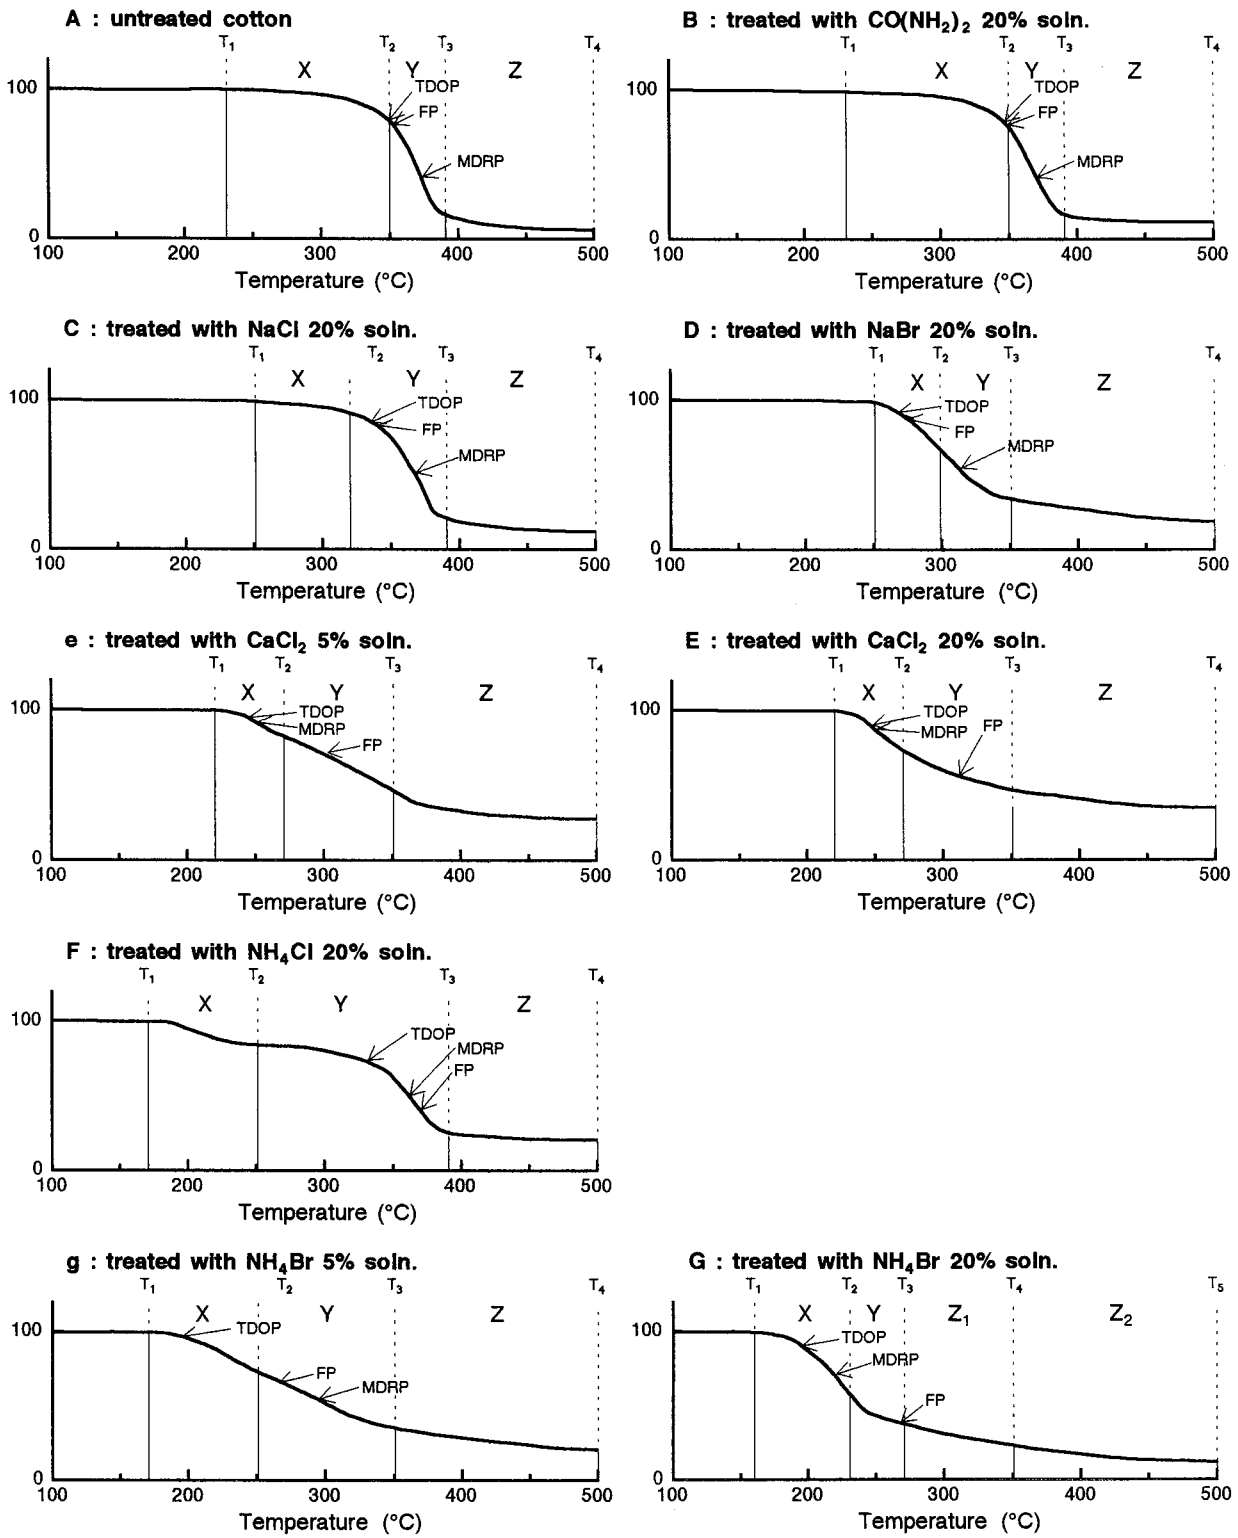 A : untreated cotton
T1 T2 T3 T4
X Y Z
TDOP
FP
MDRP
100
0
100 200 300 400 500
Temperature (°C)
B : treated with CO(NH2)2 20% soln.
T1 T2 T3 T4
X Y Z
TDOP
FP
MDRP
100
0
100 200 300 400 500
Temperature (°C)
C : treated with NaCl 20% soln.
T1 T2 T3 T4
X Y Z
TDOP
FP
MDRP
100
0
100 200 300 400 500
Temperature (°C)
D : treated with NaBr 20% soln.
T1 T2 T3 T4
X Y Z
TDOP
FP
MDRP
100
0
100 200 300 400 500
Temperature (°C)
e : treated with CaCl2 5% soln.
T1 T2 T3 T4
X Y Z
TDOP
MDRP
FP
100
0
100 200 300 400 500
Temperature (°C)
E : treated with CaCl2 20% soln.
T1 T2 T3 T4
X Y Z
TDOP
MDRP
FP
100
0
100 200 300 400 500
Temperature (°C)
F : treated with NH4Cl 20% soln.
T1 T2 T3 T4
X Y Z
TDOP
MDRP
FP
100
0
100 200 300 400 500
Temperature (°C)
g : treated with NH4Br 5% soln.
T1 T2 T3 T4
X Y Z
TDOP
FP
MDRP
100
0
100 200 300 400 500
Temperature (°C)
G : treated with NH4Br 20% soln.
T1 T2 T3 T4 T5
X Y Z1 Z2
TDOP
MDRP
FP
100
0
100 200 300 400 500
Temperature (°C)